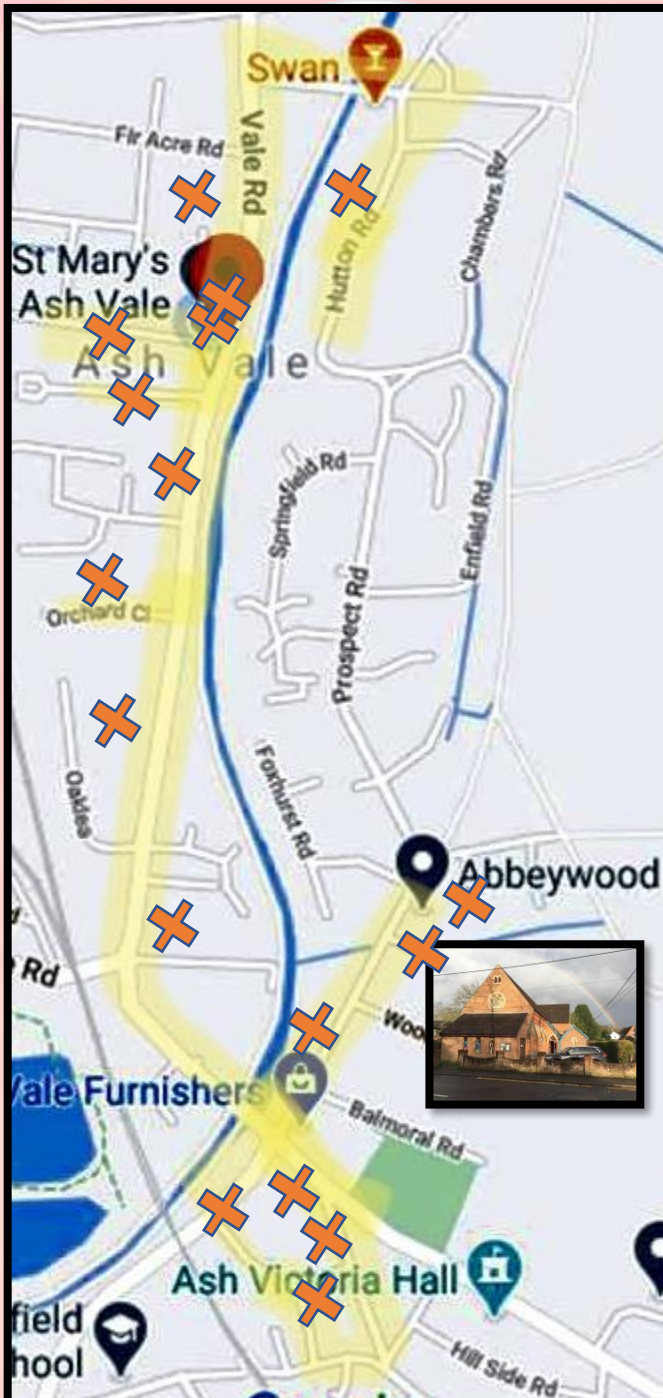 Swan
Fir Acre Rd
Vale Rd
Chambers Rd
Hutton Rd
St Mary's
Ash Vale
Ash Vale
Springfield Rd
Enfield Rd
Orchard Cl
Prospect Rd
Foxhurst Rd
Oaklea
Abbeywood
Rd
Woo
Vale Furnishers
Balmoral Rd
Ash Victoria Hall
field
hool
Hill Side Rd